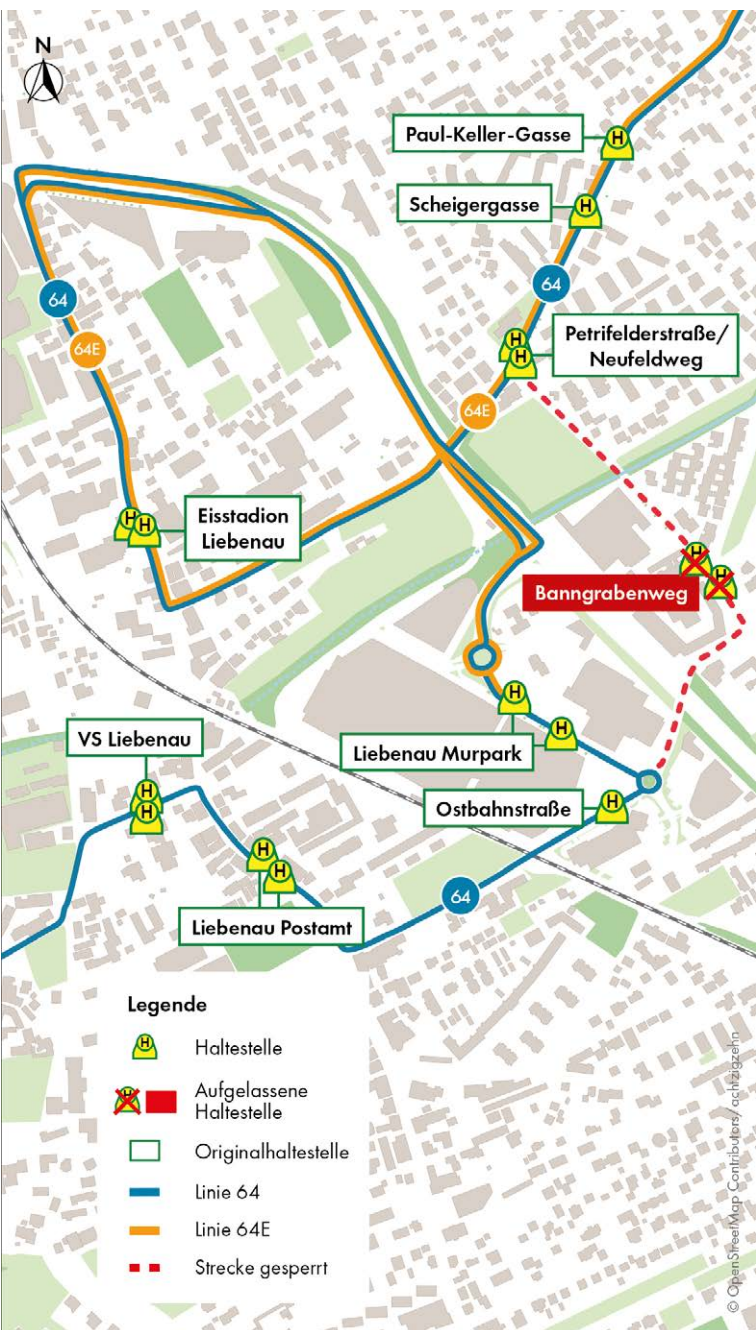 N
Paul-Keller-Gasse
H
Scheigergasse
H
64
64
Petrifelderstraße/
Neufeldweg
H
H
64E
64E
Eisstadion
Liebenau
H
H
H
H
Banngrabenweg
VS Liebenau
H
H
H
H
Liebenau Murpark
Ostbahnstraße
H
H
H
64
Liebenau Postamt
Legende
H
Haltestelle
H
Aufgelassene
Haltestelle
Originalhaltestelle
Linie 64
Linie 64E
Strecke gesperrt
© OpenStreetMap Contributors/achtzigzehn